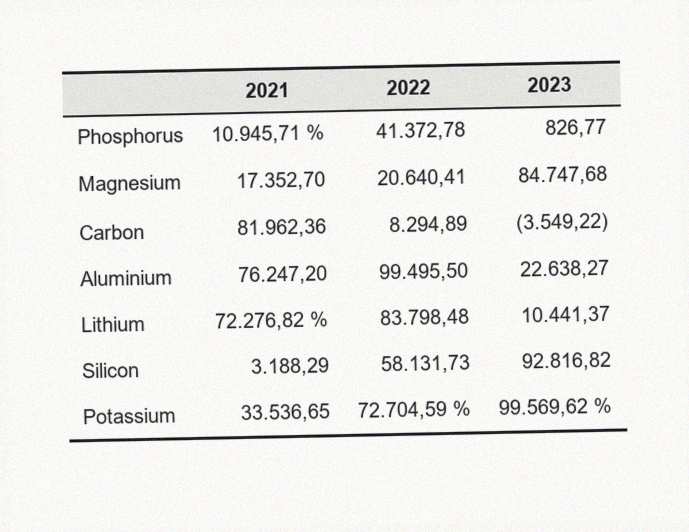 2021 2022 2023
Phosphorus 10.945,71 % 41.372,78 826,77
Magnesium 17.352,70 20.640,41 84.747,68
Carbon 81.962,36 8.294,89 (3.549,22)
Aluminium 76.247,20 99.495,50 22.638,27
Lithium 72.276,82 % 83.798,48 10.441,37
Silicon 3.188,29 58.131,73 92.816,82
Potassium 33.536,65 72.704,59 % 99.569,62 %